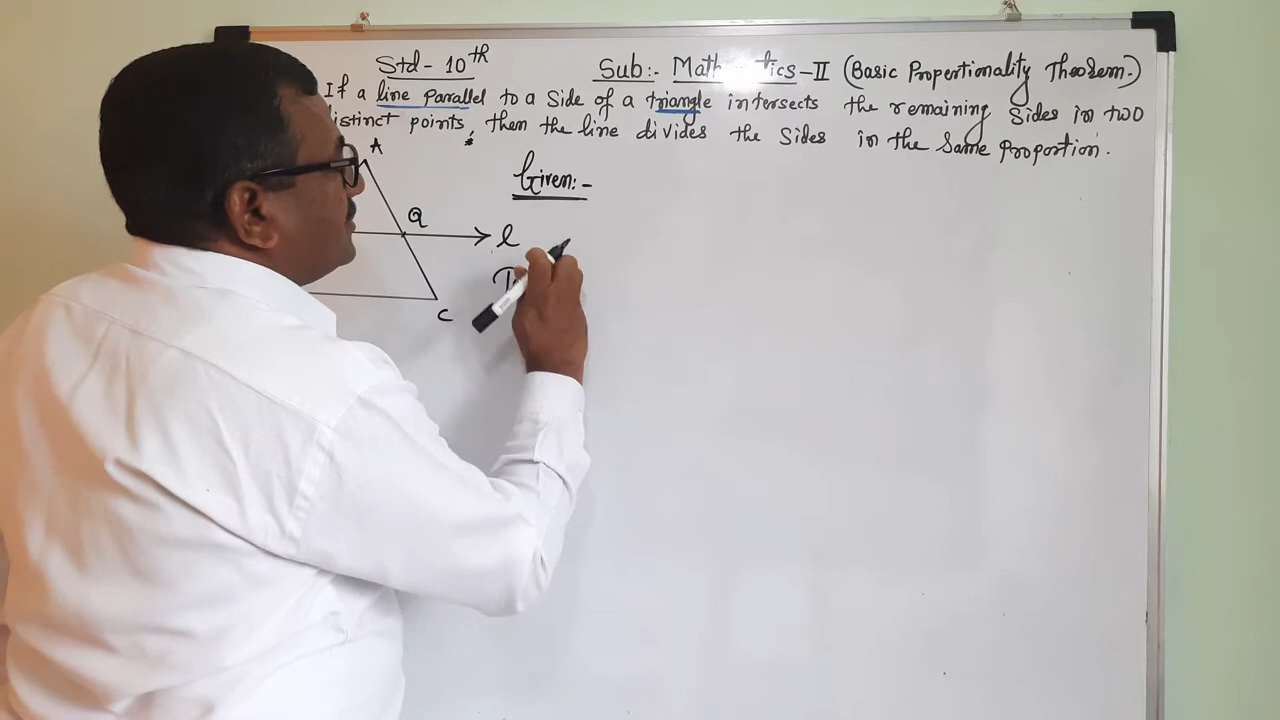 Std- 10th
Sub:- Mathematics-II (Basic Proportionality Theorem.)
If a line parallel to a Side of a triangle intersects the remaining Sides in two
distinct points, then the line divides the Sides in the Same proportion.
A
Given:-
Q
l
C